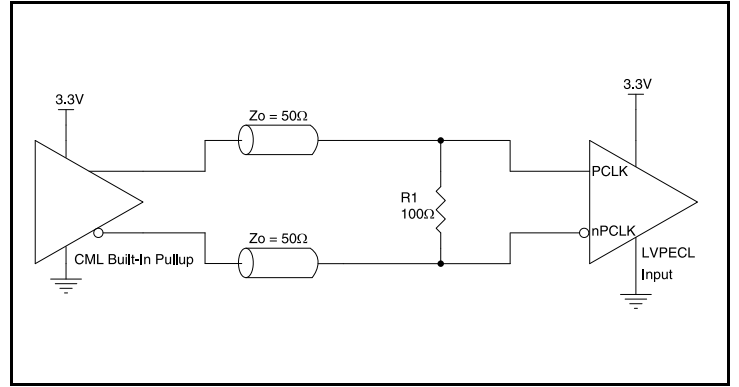 3.3V
3.3V
Zo = 50Ω
PCLK
R1
100Ω
nPCLK
Zo = 50Ω
CML Built-In Pullup
LVPECL
Input